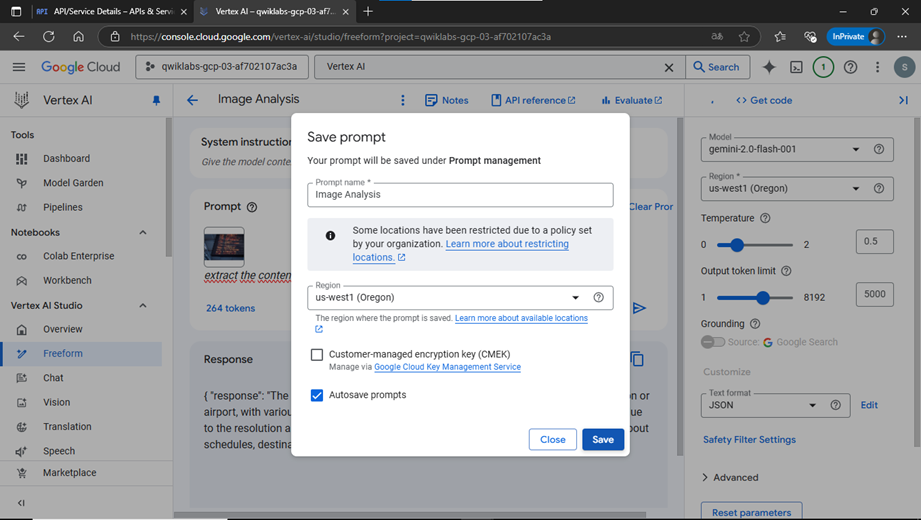 API API/Service Details – APIs & Servi
Vertex AI – qwiklabs-gcp-03-af7...
https://console.cloud.google.com/vertex-ai/studio/freeform?project=qwiklabs-gcp-03-af702107ac3a
InPrivate
Google Cloud
qwiklabs-gcp-03-af702107ac3a
Vertex AI
Search
1
S
Vertex AI
Image Analysis
Notes
API reference
Evaluate
Get code
Tools
Dashboard
Model Garden
Pipelines
Notebooks
Colab Enterprise
Workbench
Vertex AI Studio
Overview
Freeform
Chat
Vision
Translation
Speech
Marketplace
System instruction
Give the model conte
Prompt
Clear Pror
extract the conten
264 tokens
Response
{ "response": "The
on or
airport, with variou
ue
to the resolution a
bout
schedules, destina
Save prompt
Your prompt will be saved under Prompt management
Prompt name *
Image Analysis
Some locations have been restricted due to a policy set
by your organization. Learn more about restricting
locations.
Region
us-west1 (Oregon)
The region where the prompt is saved. Learn more about available locations
Customer-managed encryption key (CMEK)
Manage via Google Cloud Key Management Service
Autosave prompts
Close
Save
Model
gemini-2.0-flash-001
Region *
us-west1 (Oregon)
Temperature
0
2
0.5
Output token limit
1
8192
5000
Grounding
Source: Google Search
Customize
Text format
JSON
Edit
Safety Filter Settings
Advanced
Reset parameters